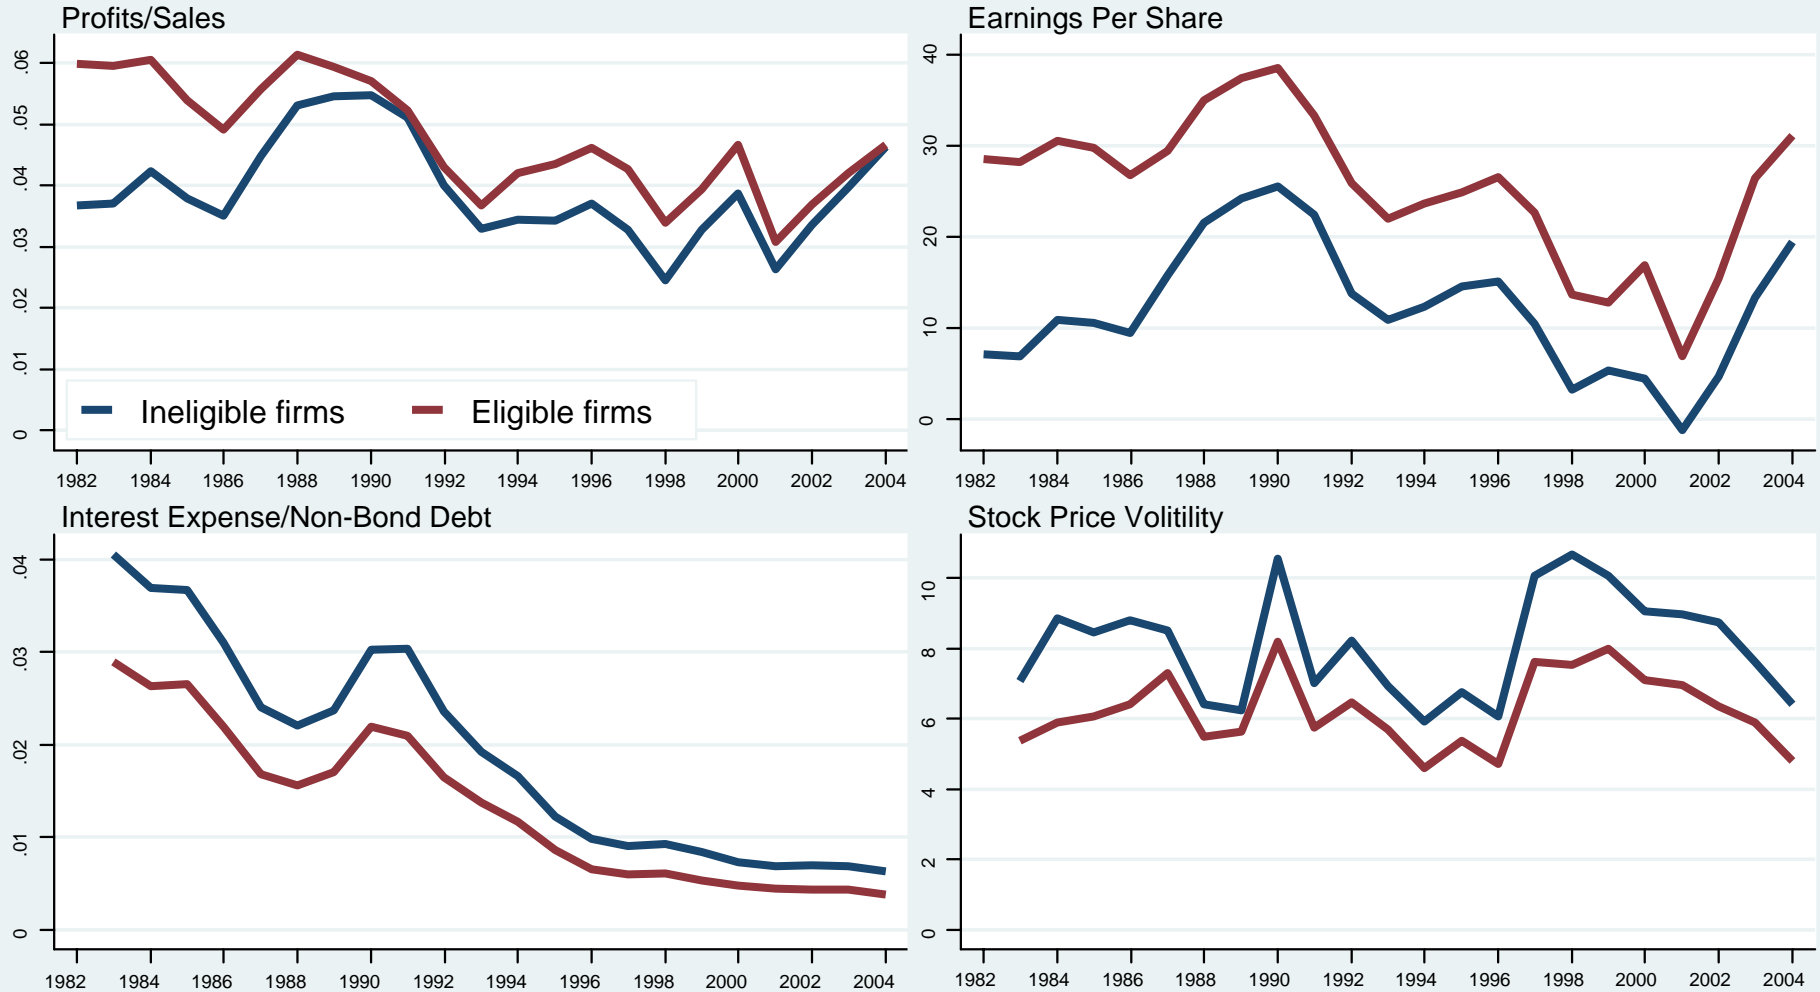 Profits/Sales
.06
.05
.04
.03
.02
.01
0
Ineligible firms
Eligible firms
1982 1984 1986 1988 1990 1992 1994 1996 1998 2000 2002 2004
Earnings Per Share
40
30
20
10
0
1982 1984 1986 1988 1990 1992 1994 1996 1998 2000 2002 2004
Interest Expense/Non-Bond Debt
.04
.03
.02
.01
0
1982 1984 1986 1988 1990 1992 1994 1996 1998 2000 2002 2004
Stock Price Volitility
10
8
6
4
2
0
1982 1984 1986 1988 1990 1992 1994 1996 1998 2000 2002 2004